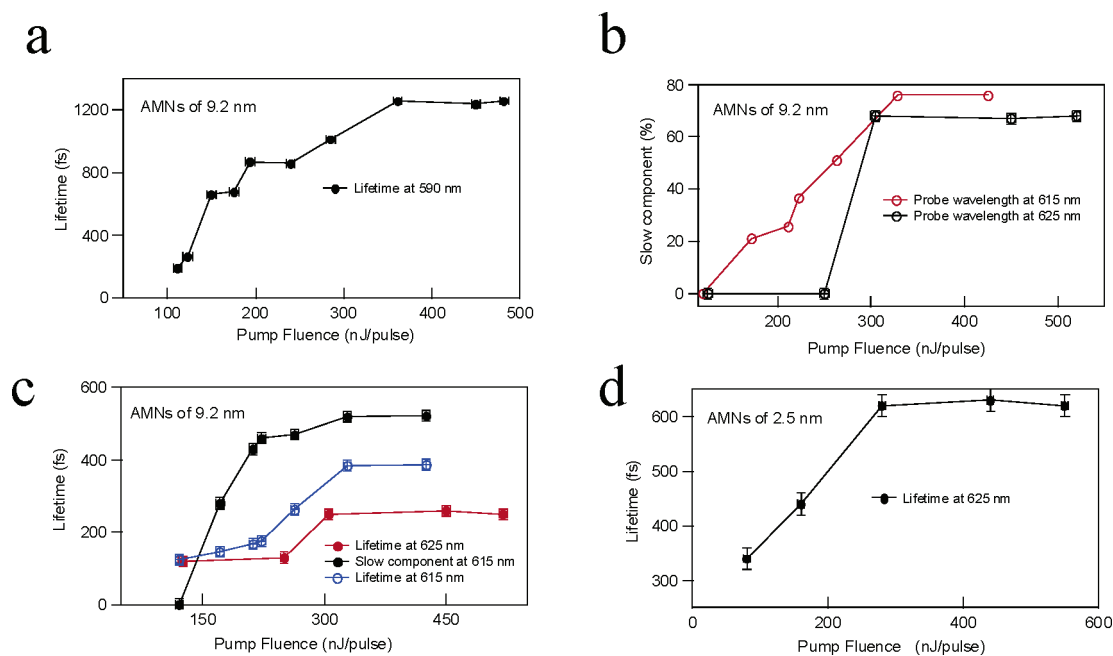 a
AMNs of 9.2 nm
Lifetime (fs)
1200
800
400
0
Lifetime at 590 nm
100 200 300 400 500
Pump Fluence (nJ/pulse)
b
AMNs of 9.2 nm
Slow component (%)
80
60
40
20
0
Probe wavelength at 615 nm
Probe wavelength at 625 nm
200 300 400 500
Pump Fluence (nJ/pulse)
c
AMNs of 9.2 nm
Lifetime (fs)
600
400
200
0
Lifetime at 625 nm
Slow component at 615 nm
Lifetime at 615 nm
150 300 450
Pump Fluence (nJ/pulse)
d
AMNs of 2.5 nm
Lifetime (fs)
600
500
400
300
Lifetime at 625 nm
0 200 400 600
Pump Fluence (nJ/pulse)